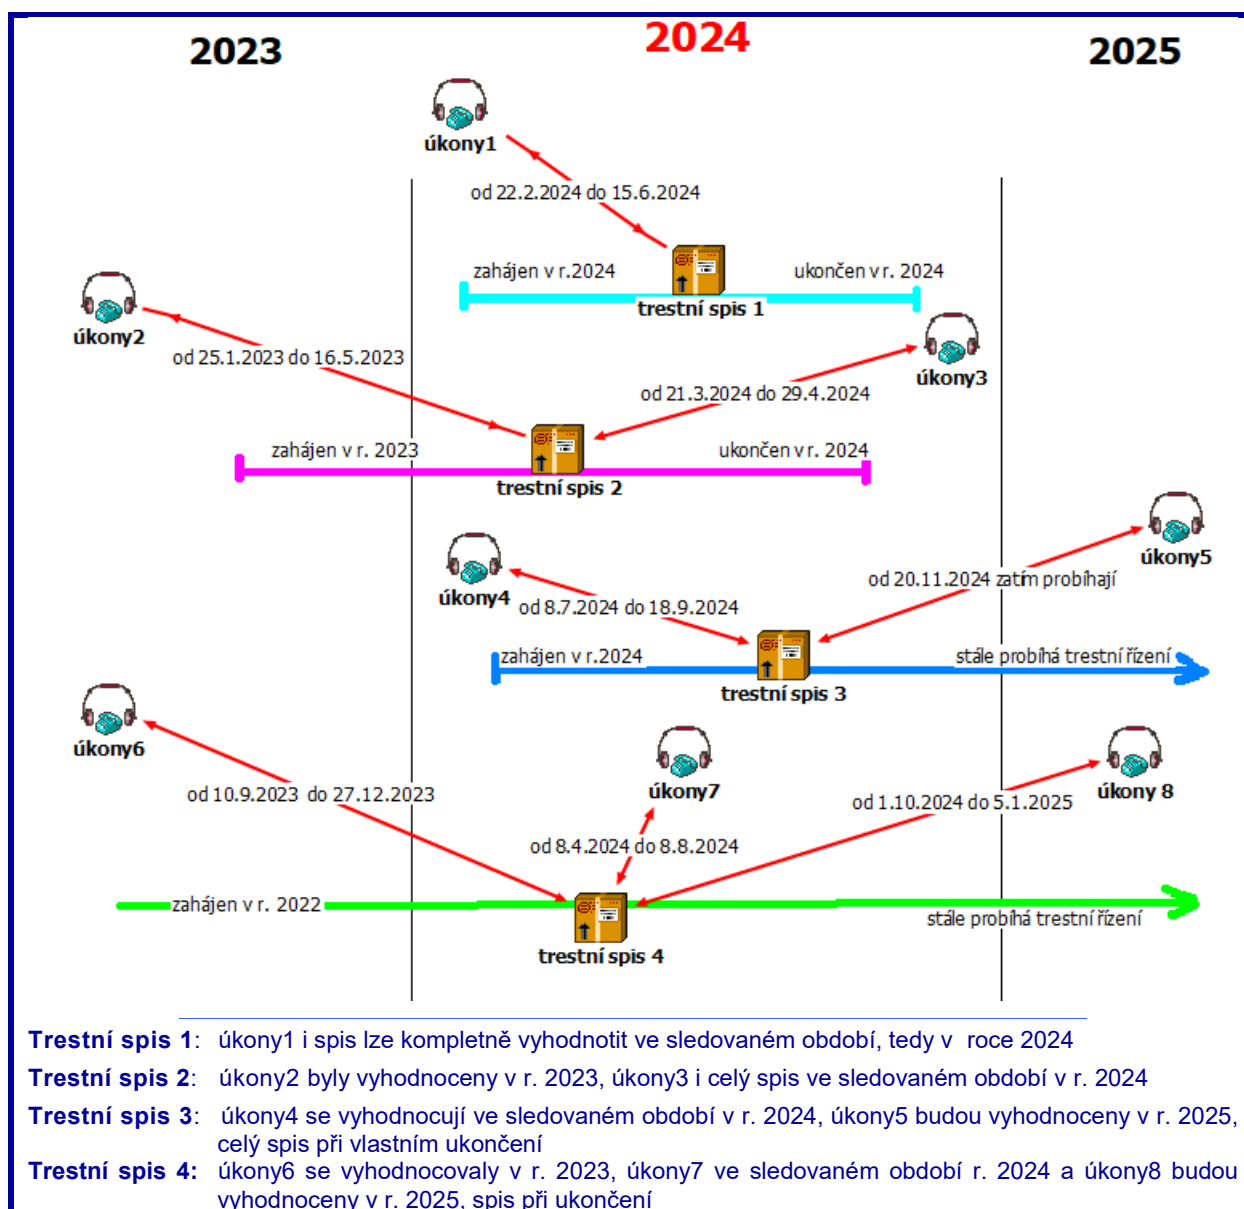 2023 2024 2025
úkony1
od 22.2.2024 do 15.6.2024
zahájen v r.2024 ukončen v r. 2024
trestní spis 1
úkony2
úkony3
od 25.1.2023 do 16.5.2023
od 21.3.2024 do 29.4.2024
zahájen v r. 2023 ukončen v r. 2024
trestní spis 2
úkony4
úkony5
od 20.11.2024 zatím probíhají
od 8.7.2024 do 18.9.2024
zahájen v r.2024 stále probíhá trestní řízení
trestní spis 3
úkony6
úkony7
úkony 8
od 10.9.2023 do 27.12.2023
od 1.10.2024 do 5.1.2025
od 8.4.2024 do 8.8.2024
zahájen v r. 2022
stále probíhá trestní řízení
trestní spis 4
Trestní spis 1: úkony1 i spis lze kompletně vyhodnotit ve sledovaném období, tedy v roce 2024
Trestní spis 2: úkony2 byly vyhodnoceny v r. 2023, úkony3 i celý spis ve sledovaném období v r. 2024
Trestní spis 3: úkony4 se vyhodnocují ve sledovaném období v r. 2024, úkony5 budou vyhodnoceny v r. 2025,
celý spis při vlastním ukončení
Trestní spis 4: úkony6 se vyhodnocovaly v r. 2023, úkony7 ve sledovaném období r. 2024 a úkony8 budou
vyhodnoceny v r. 2025, spis při ukončení